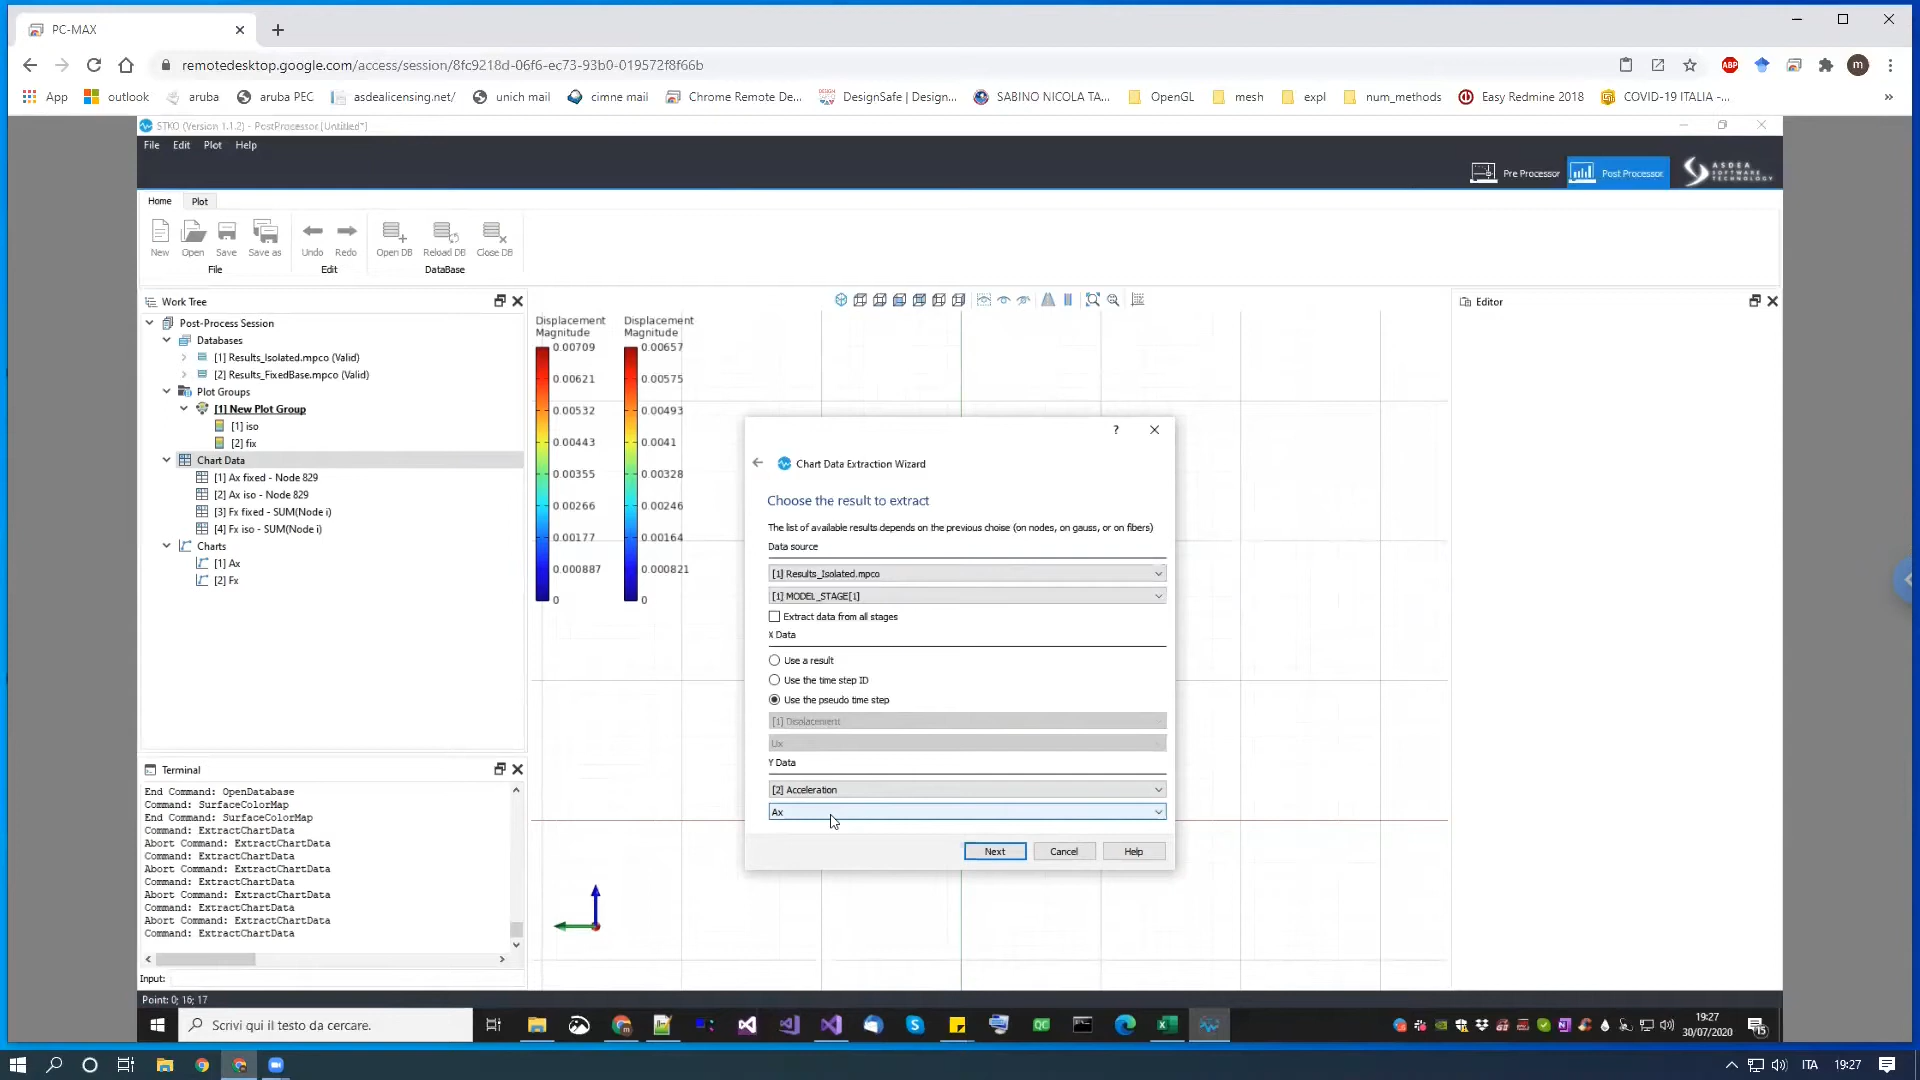 PC-MAX
remotedesktop.google.com/access/session/8fc9218d-06f6-ec73-93b0-019572f8f66b
ABP
m
App
outlook
aruba
aruba PEC
asdealicensing.net/
unich mail
cimne mail
Chrome Remote De...
DesignSafe | Design...
SABINO NICOLA TA...
OpenGL
mesh
expl
num_methods
Easy Redmine 2018
COVID-19 ITALIA -...
»
STKO (Version 1.1.2) - PostProcessor [Untitled*]
File Edit Plot Help
Pre Processor
Post Processor
ASDEA
SOFTWARE
TECHNOLOGY
Home Plot
New Open Save Save as Undo Redo Open DB Reload DB Close DB
File Edit DataBase
Work Tree
Post-Process Session
Databases
[1] Results_Isolated.mpco (Valid)
[2] Results_FixedBase.mpco (Valid)
Plot Groups
[1] New Plot Group
[1] iso
[2] fix
Chart Data
[1] Ax fixed - Node 829
[2] Ax iso - Node 829
[3] Fx fixed - SUM(Node i)
[4] Fx iso - SUM(Node i)
Charts
[1] Ax
[2] Fx
Terminal
End Command: OpenDatabase
Command: SurfaceColorMap
End Command: SurfaceColorMap
Command: ExtractChartData
Abort Command: ExtractChartData
Command: ExtractChartData
Abort Command: ExtractChartData
Command: ExtractChartData
Abort Command: ExtractChartData
Command: ExtractChartData
Abort Command: ExtractChartData
Command: ExtractChartData
Input:
Point: 0; 16; 17
Displacement
Magnitude
0.00709
0.00621
0.00532
0.00443
0.00355
0.00266
0.00177
0.000887
0
Displacement
Magnitude
0.00657
0.00575
0.00493
0.0041
0.00328
0.00246
0.00164
0.000821
0
Editor
?
Chart Data Extraction Wizard
Choose the result to extract
The list of available results depends on the previous choise (on nodes, on gauss, or on fibers)
Data source
[1] Results_Isolated.mpco
[1] MODEL_STAGE[1]
Extract data from all stages
X Data
Use a result
Use the time step ID
Use the pseudo time step
[1] Displacement
Ux
Y Data
[2] Acceleration
Ax
Next Cancel Help
Scrivi qui il testo da cercare.
19:27
30/07/2020
15
ITA
19:27